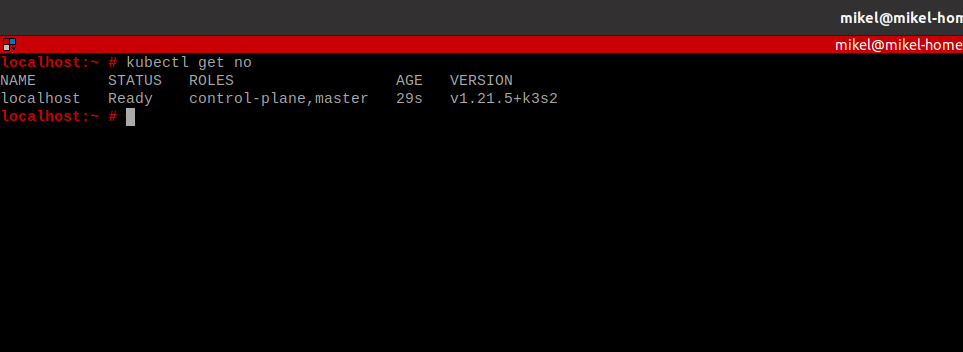 mikel@mikel-hom
mikel@mikel-home
localhost:~ # kubectl get no
NAME        STATUS   ROLES                  AGE   VERSION
localhost   Ready    control-plane,master   29s   v1.21.5+k3s2
localhost:~ #